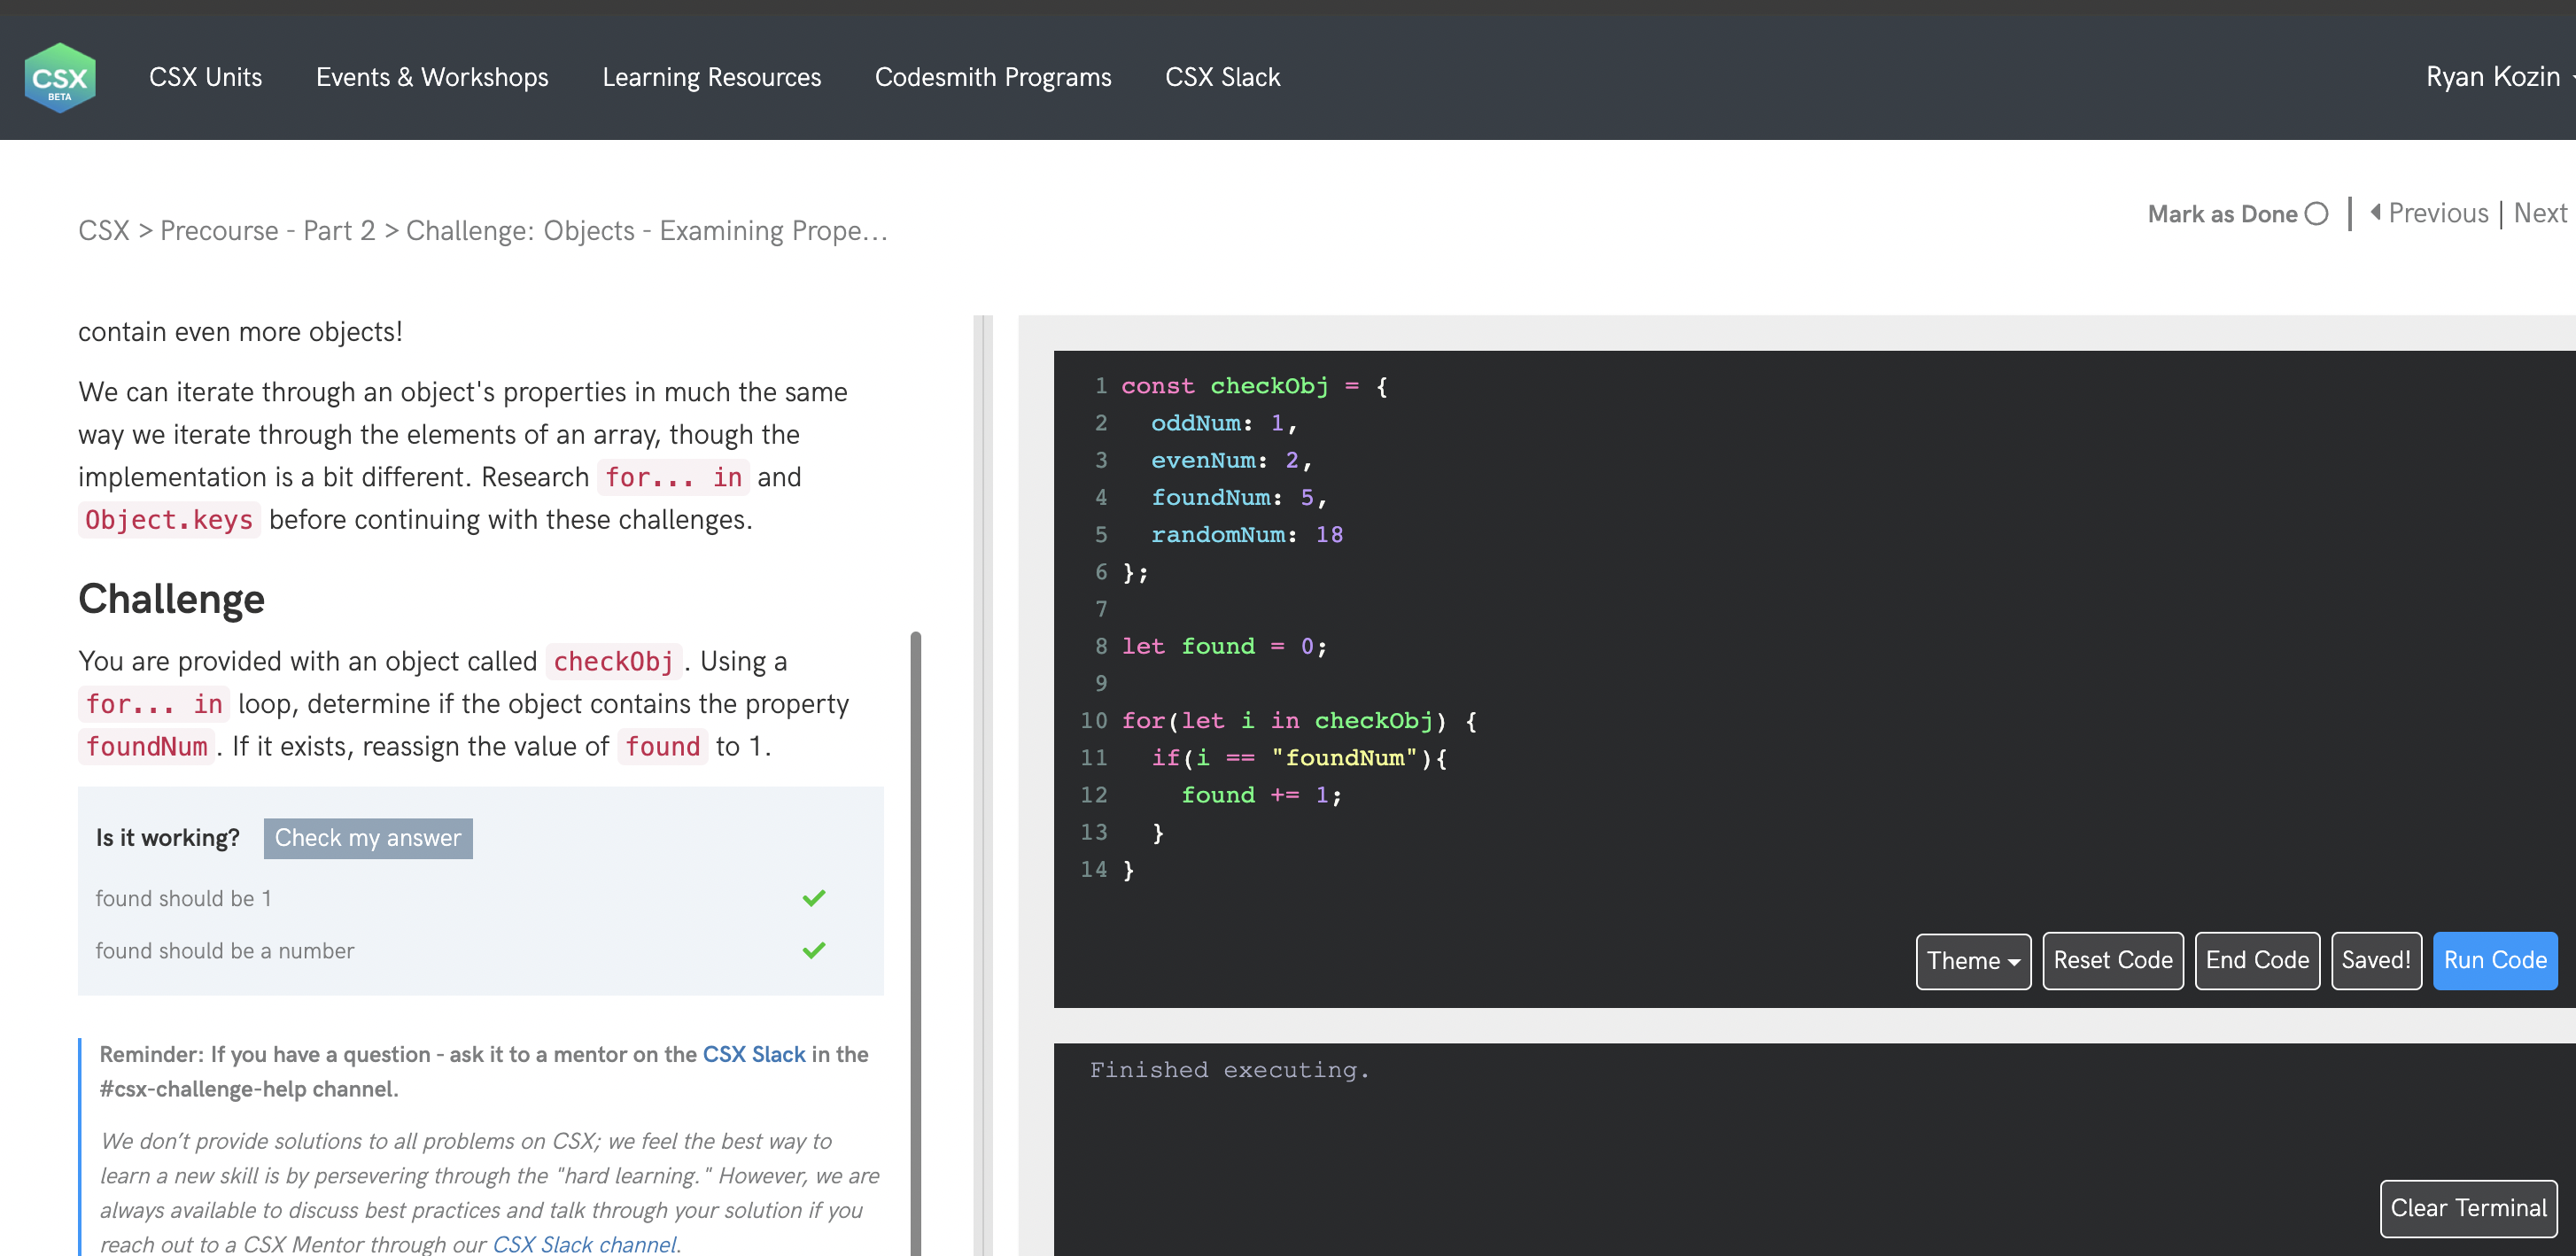 CSX
BETA
CSX Units
Events & Workshops
Learning Resources
Codesmith Programs
CSX Slack
Ryan Kozin
CSX > Precourse - Part 2 > Challenge: Objects - Examining Prope...
Mark as Done
Previous | Next
contain even more objects!
We can iterate through an object's properties in much the same
way we iterate through the elements of an array, though the
implementation is a bit different. Research for... in and
Object.keys before continuing with these challenges.
Challenge
You are provided with an object called checkObj. Using a
for... in loop, determine if the object contains the property
foundNum. If it exists, reassign the value of found to 1.
Is it working?
Check my answer
found should be 1
found should be a number
Reminder: If you have a question - ask it to a mentor on the CSX Slack in the
#csx-challenge-help channel.
We don’t provide solutions to all problems on CSX; we feel the best way to
learn a new skill is by persevering through the "hard learning." However, we are
always available to discuss best practices and talk through your solution if you
reach out to a CSX Mentor through our CSX Slack channel.
1 const checkObj = {
2   oddNum: 1,
3   evenNum: 2,
4   foundNum: 5,
5   randomNum: 18
6 };
7
8 let found = 0;
9
10 for(let i in checkObj) {
11   if(i == "foundNum"){
12     found += 1;
13   }
14 }
Theme
Reset Code
End Code
Saved!
Run Code
Finished executing.
Clear Terminal